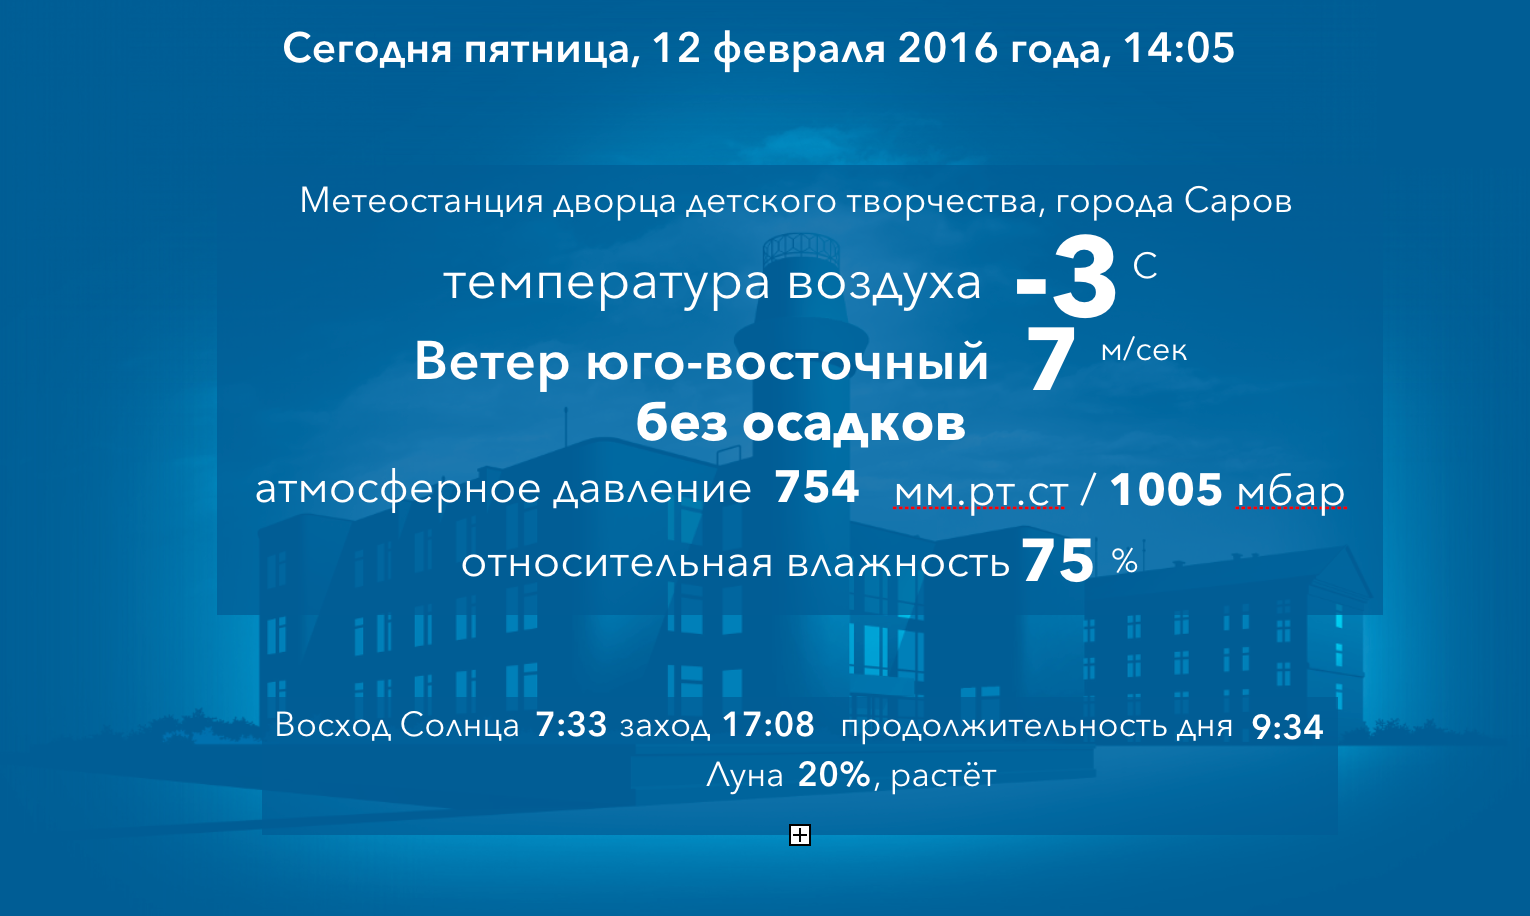 Сегодня пятница, 12 февраля 2016 года, 14:05
Метеостанция дворца детского творчества, города Саров
температура воздуха -3 С
Ветер юго-восточный 7 м/сек
без осадков
атмосферное давление 754 мм.рт.ст / 1005 мбар
относительная влажность 75 %
Восход Солнца 7:33 заход 17:08 продолжительность дня 9:34
Луна 20%, растёт